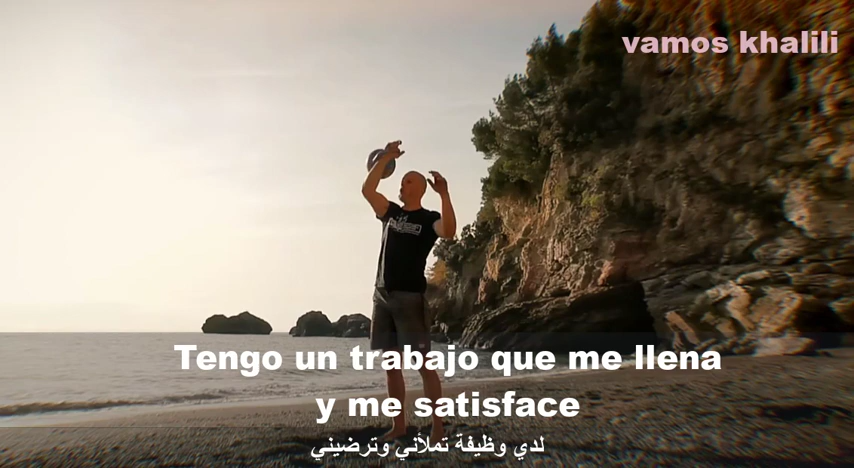 vamos khalili
Tengo un trabajo que me llena
y me satisface
لدي وظيفة تملأني وترضيني